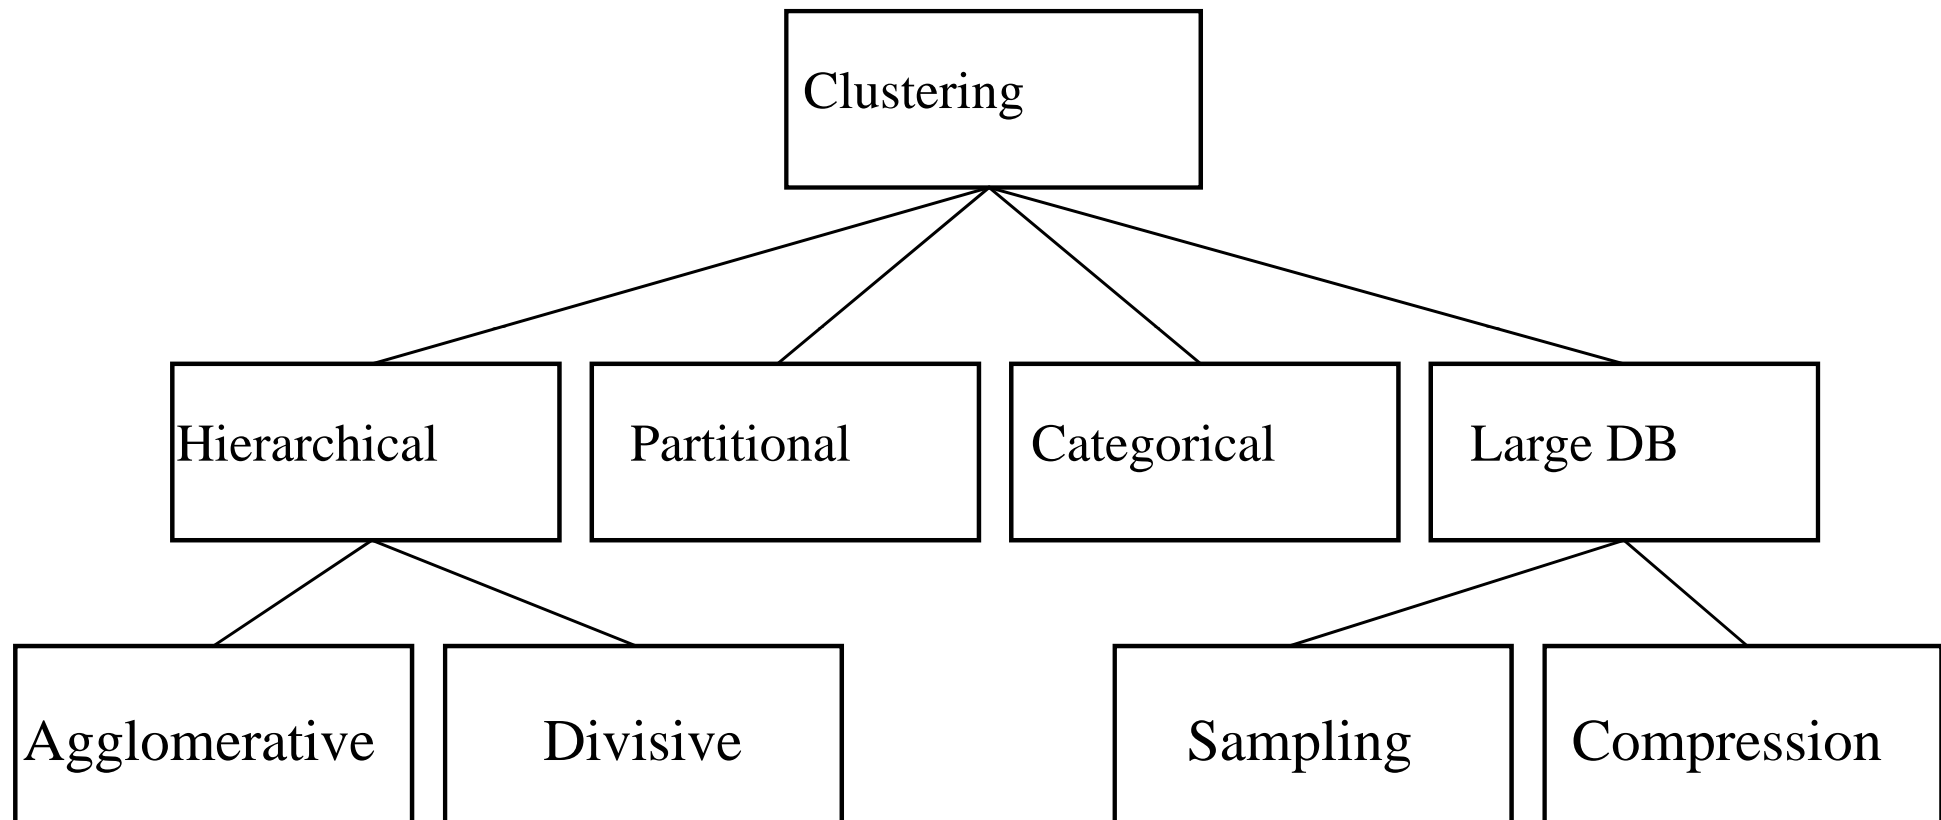 Clustering
Hierarchical
Partitional
Categorical
Large DB
Agglomerative
Divisive
Sampling
Compression